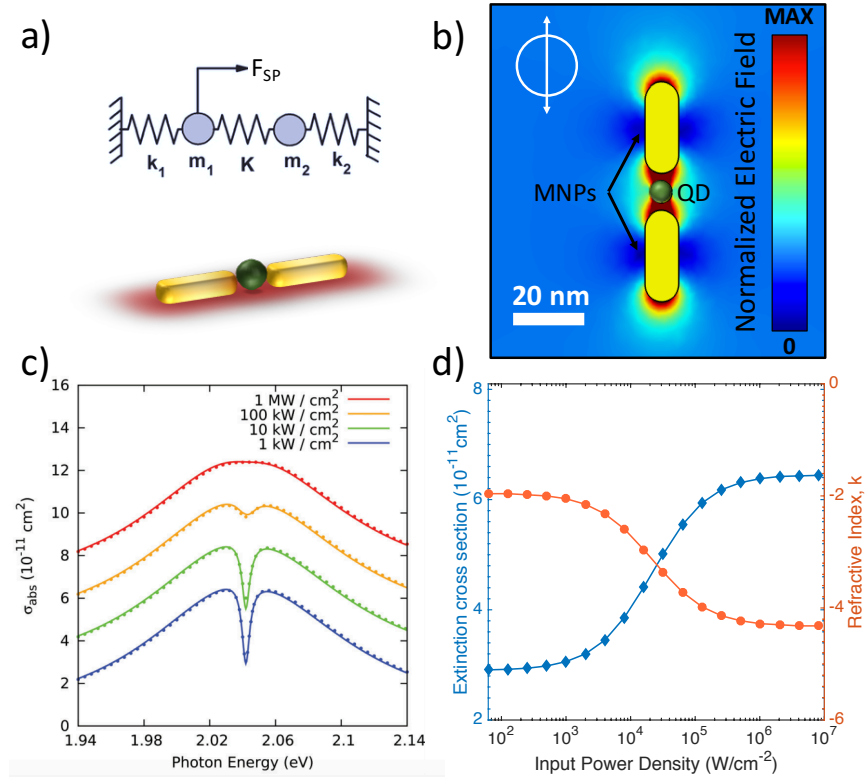 a)
F_SP
k_1 m_1 K m_2 k_2
b)
MAX
Normalized Electric Field
0
MNPs
QD
20 nm
c)
16
14
12
10
8
6
4
2
0
σ_abs (10^-11 cm^2)
1 MW / cm^2
100 kW / cm^2
10 kW / cm^2
1 kW / cm^2
1.94 1.98 2.02 2.06 2.1 2.14
Photon Energy (eV)
d)
8
6
4
2
Extinction cross section (10^-11 cm^2)
0
-2
-4
-6
Refractive Index, k
10^2 10^3 10^4 10^5 10^6 10^7
Input Power Density (W/cm^-2)